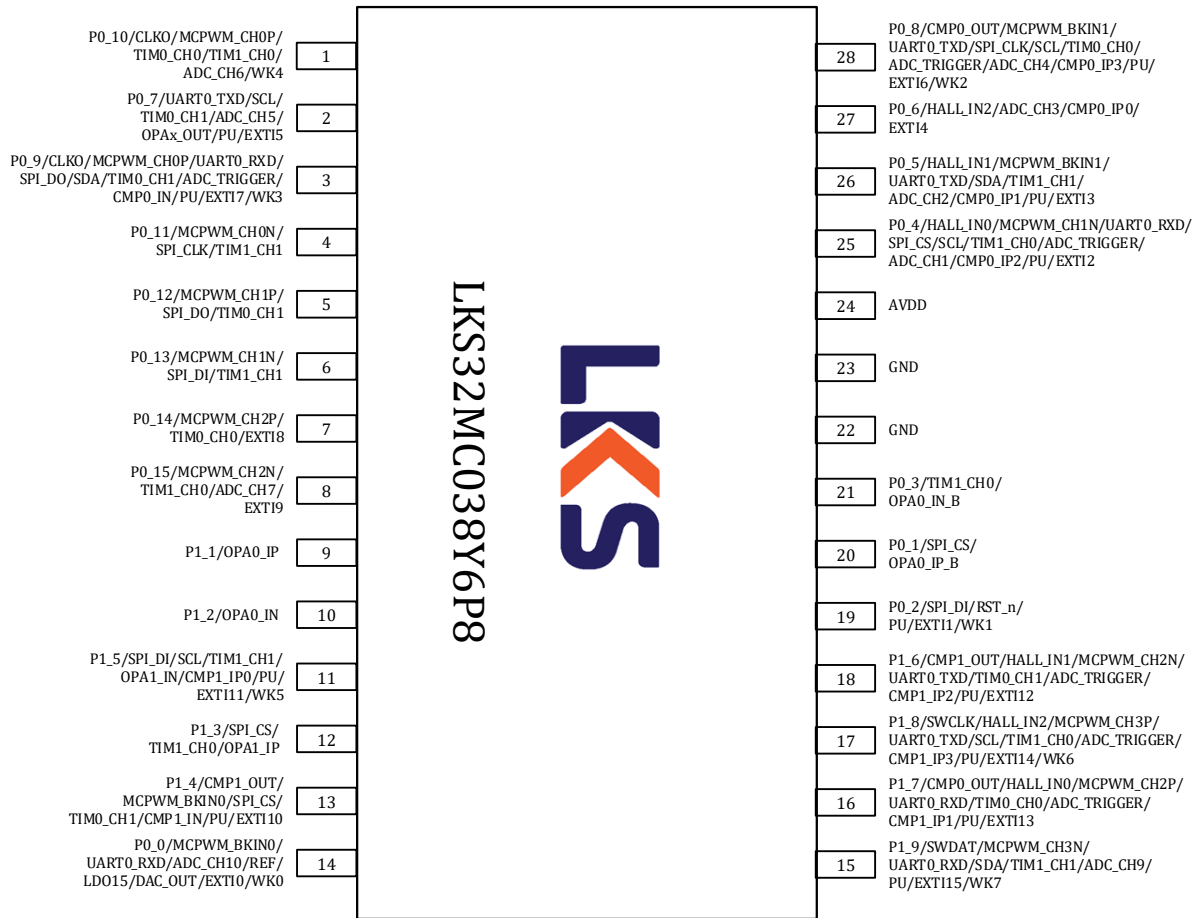 P0_10/CLKO/MCPWM_CH0P/
TIM0_CH0/TIM1_CH0/
ADC_CH6/WK4
1
P0_7/UART0_TXD/SCL/
TIM0_CH1/ADC_CH5/
OPAx_OUT/PU/EXTI5
2
P0_9/CLKO/MCPWM_CH0P/UART0_RXD/
SPI_DO/SDA/TIM0_CH1/ADC_TRIGGER/
CMP0_IN/PU/EXTI7/WK3
3
P0_11/MCPWM_CH0N/
SPI_CLK/TIM1_CH1
4
P0_12/MCPWM_CH1P/
SPI_DO/TIM0_CH1
5
P0_13/MCPWM_CH1N/
SPI_DI/TIM1_CH1
6
P0_14/MCPWM_CH2P/
TIM0_CH0/EXTI8
7
P0_15/MCPWM_CH2N/
TIM1_CH0/ADC_CH7/
EXTI9
8
P1_1/OPA0_IP
9
P1_2/OPA0_IN
10
P1_5/SPI_DI/SCL/TIM1_CH1/
OPA1_IN/CMP1_IP0/PU/
EXTI11/WK5
11
P1_3/SPI_CS/
TIM1_CH0/OPA1_IP
12
P1_4/CMP1_OUT/
MCPWM_BKIN0/SPI_CS/
TIM0_CH1/CMP1_IN/PU/EXTI10
13
P0_0/MCPWM_BKIN0/
UART0_RXD/ADC_CH10/REF/
LDO15/DAC_OUT/EXTI0/WK0
14
LKS32MC038Y6P8
LKS
28
P0_8/CMP0_OUT/MCPWM_BKIN1/
UART0_TXD/SPI_CLK/SCL/TIM0_CH0/
ADC_TRIGGER/ADC_CH4/CMP0_IP3/PU/
EXTI6/WK2
27
P0_6/HALL_IN2/ADC_CH3/CMP0_IP0/
EXTI4
26
P0_5/HALL_IN1/MCPWM_BKIN1/
UART0_TXD/SDA/TIM1_CH1/
ADC_CH2/CMP0_IP1/PU/EXTI3
25
P0_4/HALL_IN0/MCPWM_CH1N/UART0_RXD/
SPI_CS/SCL/TIM1_CH0/ADC_TRIGGER/
ADC_CH1/CMP0_IP2/PU/EXTI2
24
AVDD
23
GND
22
GND
21
P0_3/TIM1_CH0/
OPA0_IN_B
20
P0_1/SPI_CS/
OPA0_IP_B
19
P0_2/SPI_DI/RST_n/
PU/EXTI1/WK1
18
P1_6/CMP1_OUT/HALL_IN1/MCPWM_CH2N/
UART0_TXD/TIM0_CH1/ADC_TRIGGER/
CMP1_IP2/PU/EXTI12
17
P1_8/SWCLK/HALL_IN2/MCPWM_CH3P/
UART0_TXD/SCL/TIM1_CH0/ADC_TRIGGER/
CMP1_IP3/PU/EXTI14/WK6
16
P1_7/CMP0_OUT/HALL_IN0/MCPWM_CH2P/
UART0_RXD/TIM0_CH0/ADC_TRIGGER/
CMP1_IP1/PU/EXTI13
15
P1_9/SWDAT/MCPWM_CH3N/
UART0_RXD/SDA/TIM1_CH1/ADC_CH9/
PU/EXTI15/WK7